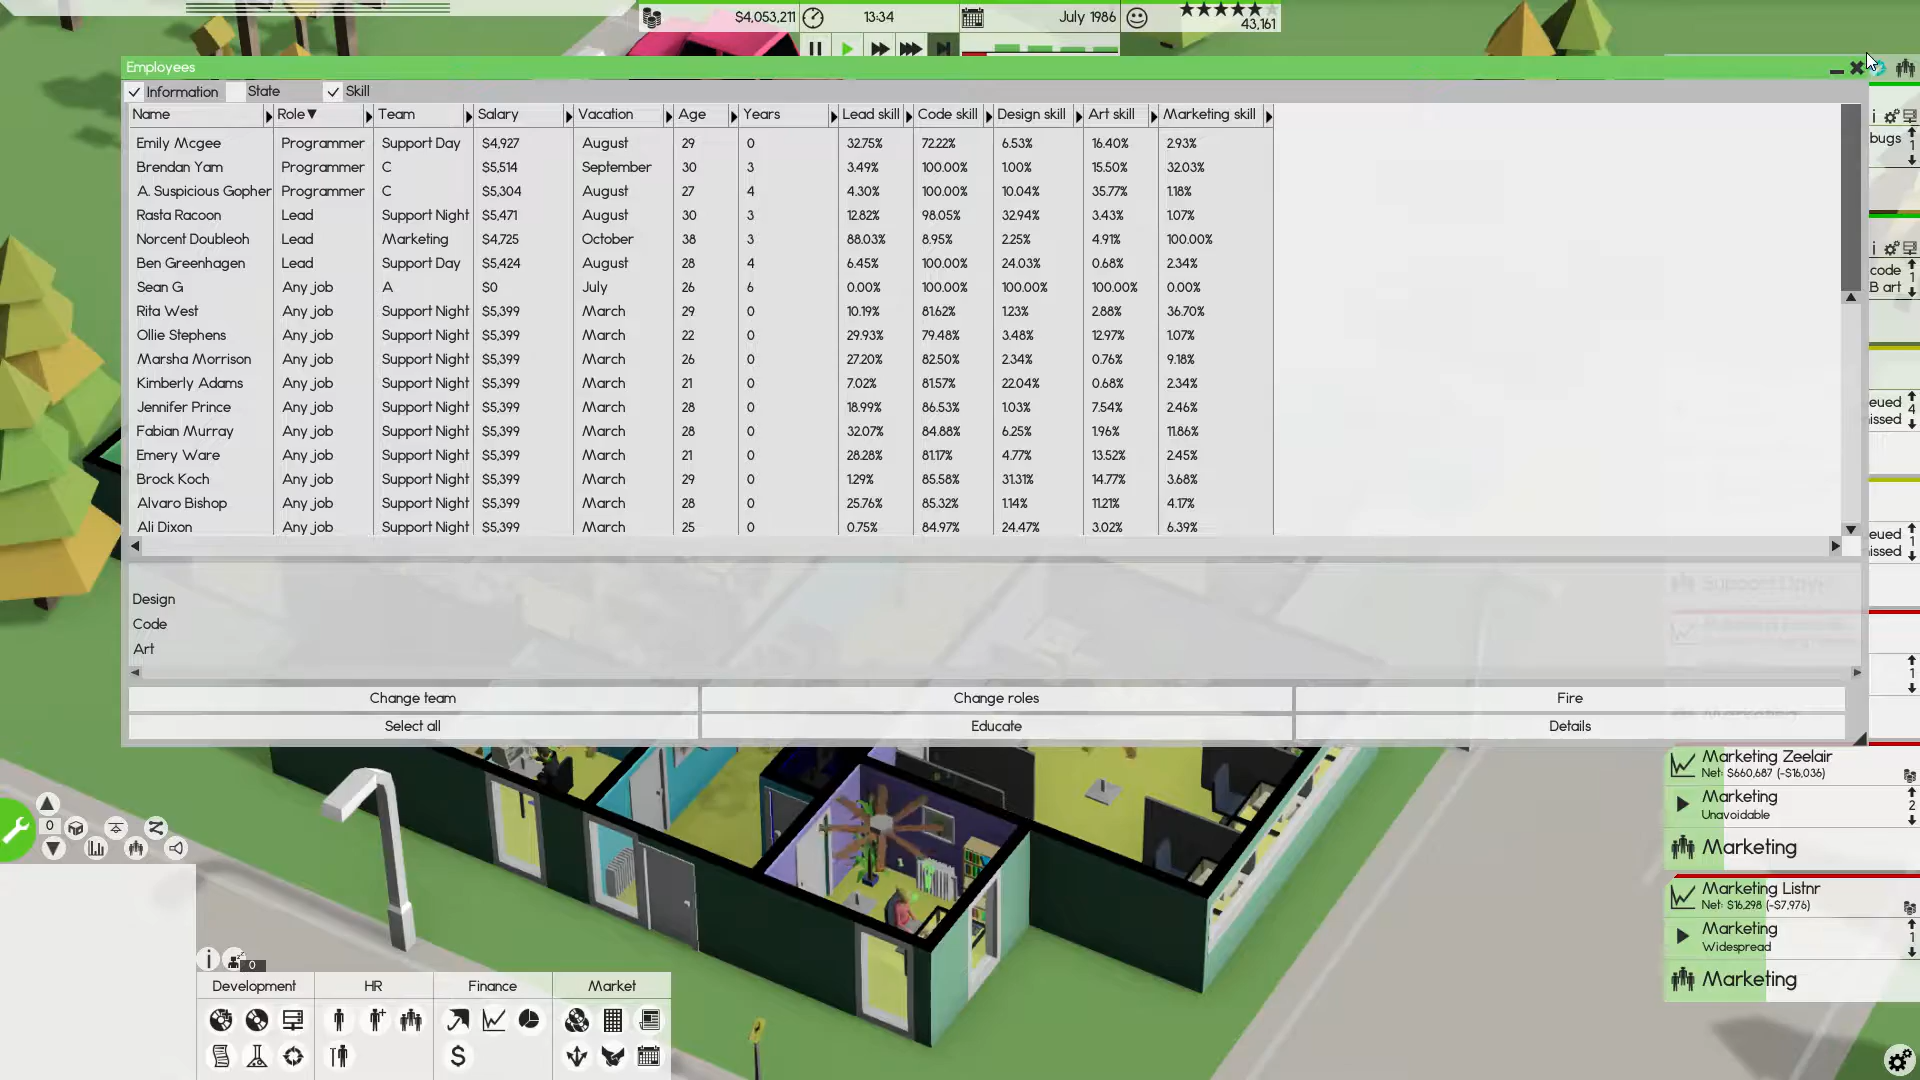 $4,053,211 13:34 July 1986 43,161
Employees
Information State Skill
Name Role▼ Team Salary Vacation Age Years Lead skill Code skill Design skill Art skill Marketing skill
Emily Mcgee Programmer Support Day $4,927 August 29 0 32.75% 72.22% 6.53% 16.40% 2.93%
Brendan Yam Programmer C $5,514 September 30 3 3.49% 100.00% 1.00% 15.50% 32.03%
A. Suspicious Gopher Programmer C $5,304 August 27 4 4.30% 100.00% 10.04% 35.77% 1.18%
Rasta Racoon Lead Support Night $5,471 August 30 3 12.82% 98.05% 32.94% 3.43% 1.07%
Norcent Doubleoh Lead Marketing $4,725 October 38 3 88.03% 8.95% 2.25% 4.91% 100.00%
Ben Greenhagen Lead Support Day $5,424 August 28 4 6.45% 100.00% 24.03% 0.68% 2.34%
Sean G Any job A $0 July 26 6 0.00% 100.00% 100.00% 100.00% 0.00%
Rita West Any job Support Night $5,399 March 29 0 10.19% 81.62% 1.23% 2.88% 36.70%
Ollie Stephens Any job Support Night $5,399 March 22 0 29.93% 79.48% 3.48% 12.97% 1.07%
Marsha Morrison Any job Support Night $5,399 March 26 0 27.20% 82.50% 2.34% 0.76% 9.18%
Kimberly Adams Any job Support Night $5,399 March 21 0 7.02% 81.57% 22.04% 0.68% 2.34%
Jennifer Prince Any job Support Night $5,399 March 28 0 18.99% 86.53% 1.03% 7.54% 2.46%
Fabian Murray Any job Support Night $5,399 March 28 0 32.07% 84.88% 6.25% 1.96% 11.86%
Emery Ware Any job Support Night $5,399 March 21 0 28.28% 81.17% 4.77% 13.52% 2.45%
Brock Koch Any job Support Night $5,399 March 29 0 1.29% 85.58% 31.31% 14.77% 3.68%
Alvaro Bishop Any job Support Night $5,399 March 28 0 25.76% 85.32% 1.14% 11.21% 4.17%
Ali Dixon Any job Support Night $5,399 March 25 0 0.75% 84.97% 24.47% 3.02% 6.39%
bugs 1
code 1
B art
eued 4
issed
eued 1
issed
1
Design
Code
Art
Change team Change roles Fire
Select all Educate Details
Marketing Zeelair
Net: $660,687 (-$16,036)
Marketing 2
Unavoidable
Marketing
Marketing Listnr
Net: $16,298 (-$7,976)
Marketing 1
Widespread
Marketing
0
0
Development HR Finance Market